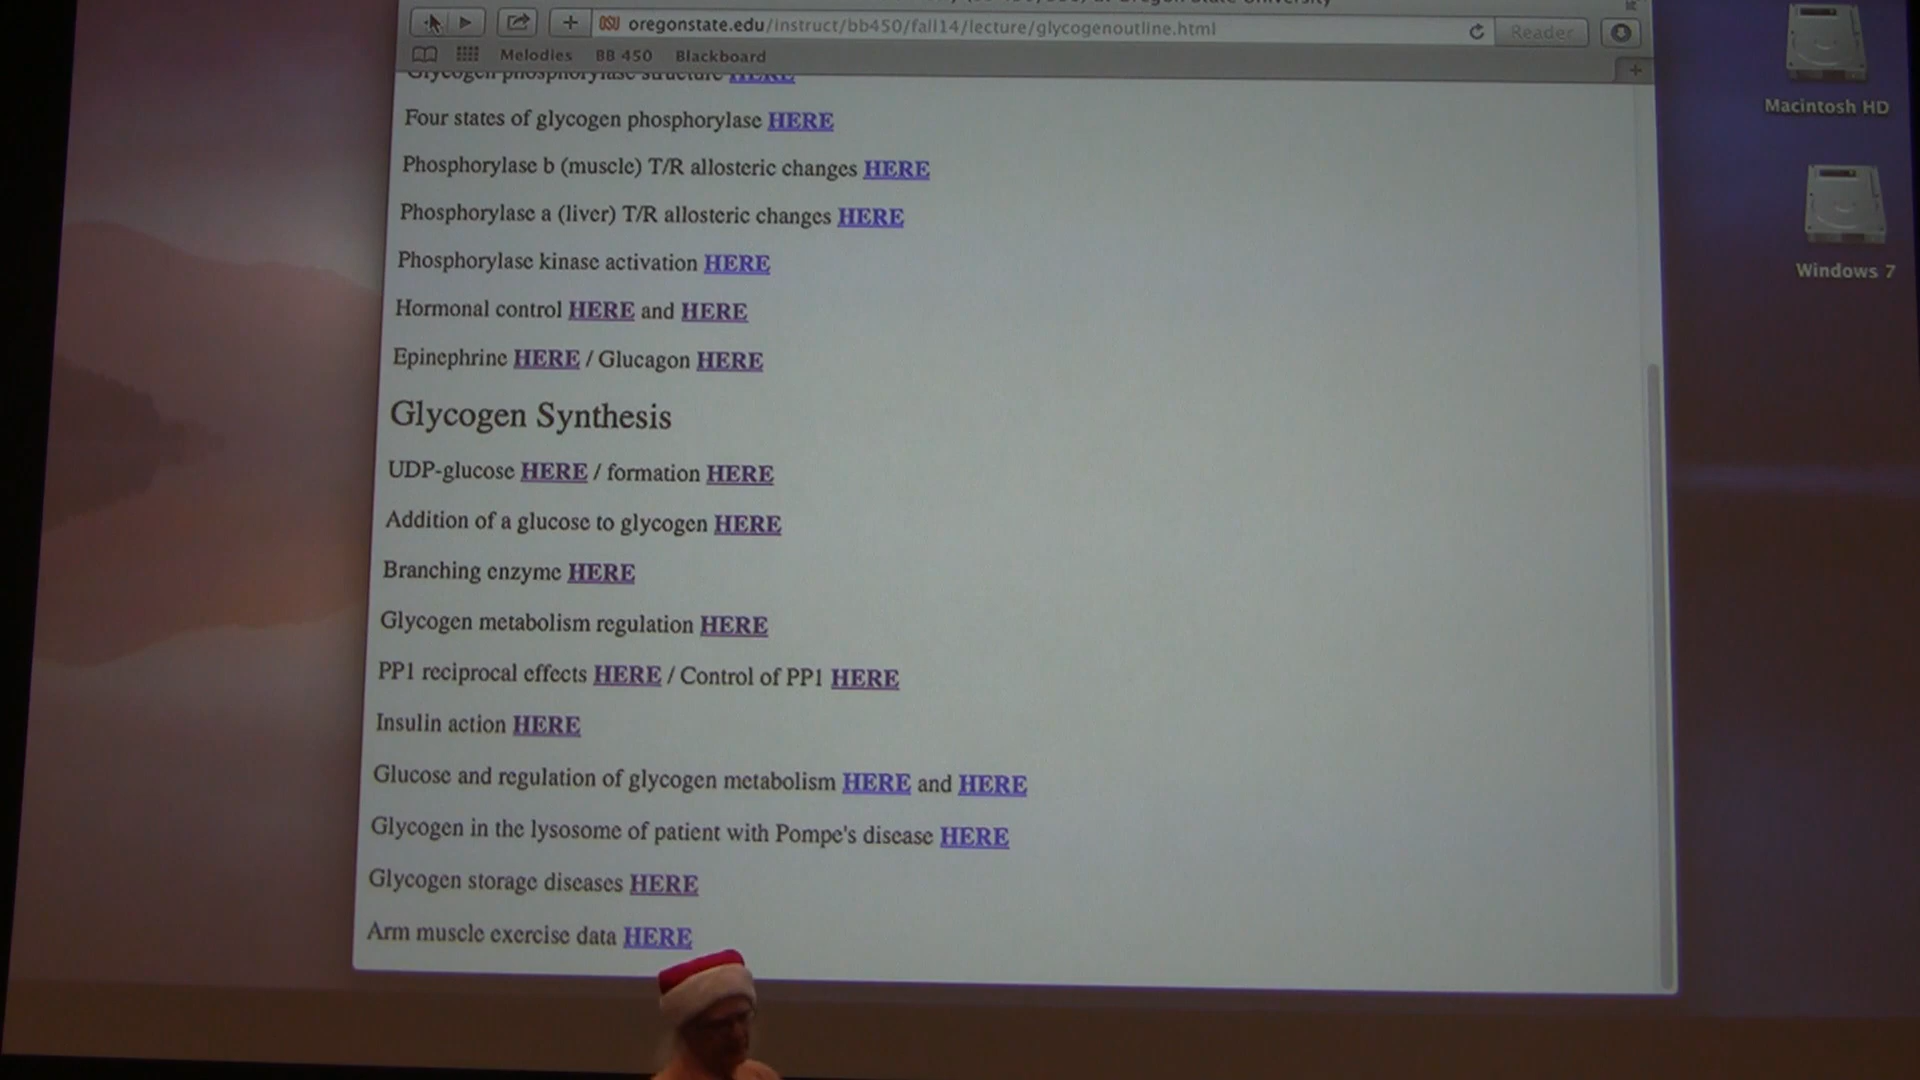 oregonstate.edu/instruct/bb450/fall14/lecture/glycogenoutline.html
Reader
Melodies BB 450 Blackboard
Glycogen phosphorylase structure HERE
Four states of glycogen phosphorylase HERE
Phosphorylase b (muscle) T/R allosteric changes HERE
Phosphorylase a (liver) T/R allosteric changes HERE
Phosphorylase kinase activation HERE
Hormonal control HERE and HERE
Epinephrine HERE / Glucagon HERE
Glycogen Synthesis
UDP-glucose HERE / formation HERE
Addition of a glucose to glycogen HERE
Branching enzyme HERE
Glycogen metabolism regulation HERE
PP1 reciprocal effects HERE / Control of PP1 HERE
Insulin action HERE
Glucose and regulation of glycogen metabolism HERE and HERE
Glycogen in the lysosome of patient with Pompe's disease HERE
Glycogen storage diseases HERE
Arm muscle exercise data HERE
Macintosh HD
Windows 7